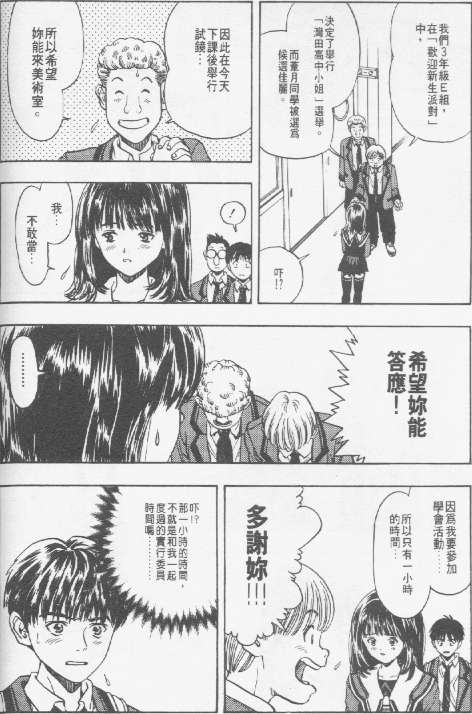 我們3年級E組，
在「歡迎新生派對」
中，
決定了舉行
「灣田高中小姐」選舉。
而葦月同學被選爲
候選佳麗。
吓!?
因此在今天
下課後舉行
試鏡…
所以希望
妳能來美術室。
！
我…
不敢當…
希望妳能
答應！
………
因爲我要參加
學會活動…
所以只有一小時
的時間…
多謝妳!!!
吓!?
那一小時的時間，
不就是和我一起
度過的實行委員
時間嗎……